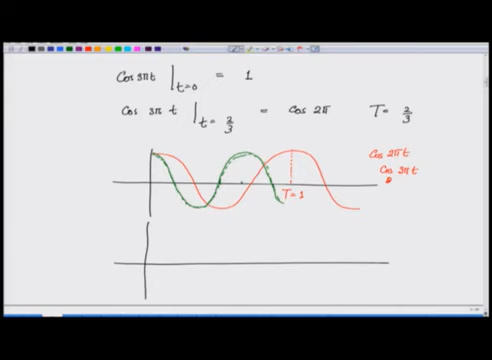 Cos 3πt |t=0 = 1
Cos 3π t |t=2/3 = Cos 2π T = 2/3
Cos 2πt
Cos 3πt
T=1